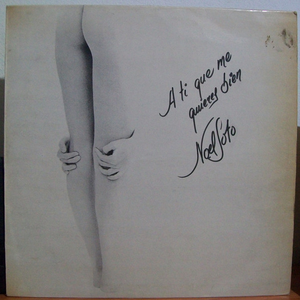 A ti que me
quieres bien
Noel Soto